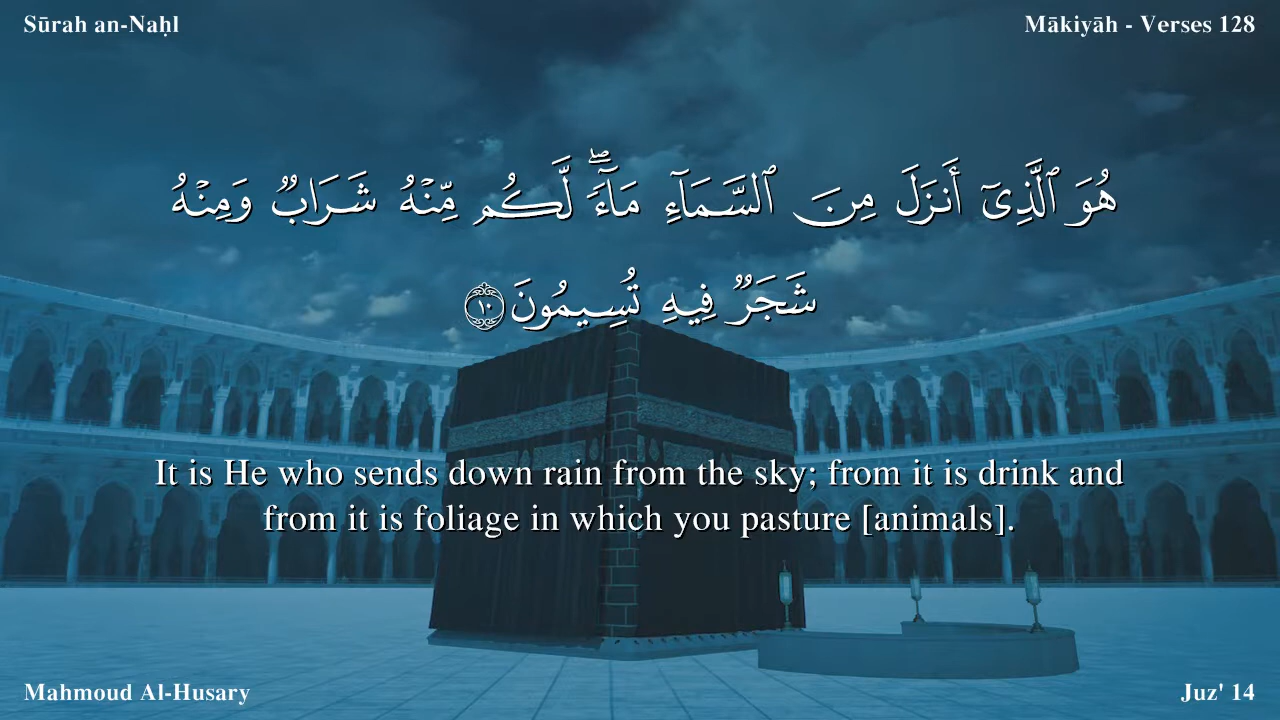 Sūrah an-Naḥl
Mākiyāh - Verses 128
هُوَ ٱلَّذِىٓ أَنزَلَ مِنَ ٱلسَّمَآءِ مَآءًۖ لَّكُم مِّنْهُ شَرَابٌ وَمِنْهُ
شَجَرٌ فِيهِ تُسِيمُونَ ١٠
It is He who sends down rain from the sky; from it is drink and
from it is foliage in which you pasture [animals].
Mahmoud Al-Husary
Juz' 14